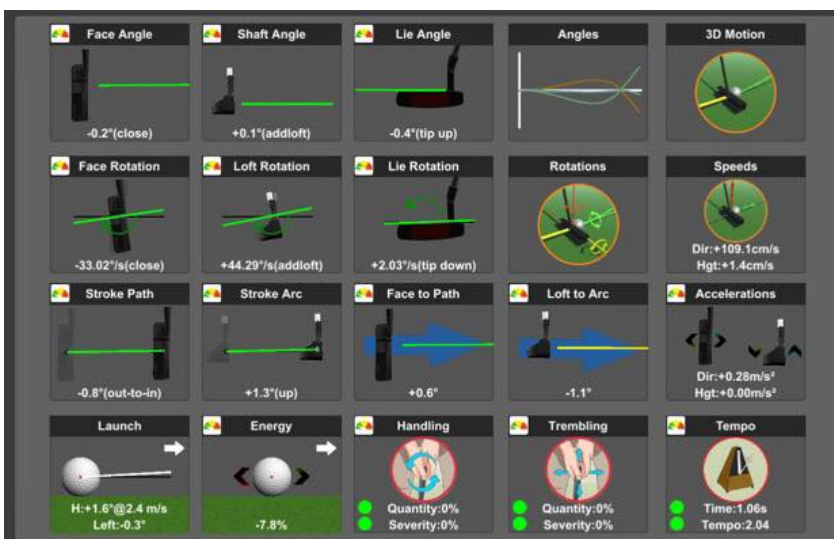 Face Angle
Shaft Angle
Lie Angle
Angles
3D Motion
-0.2°(close)
+0.1°(addloft)
-0.4°(tip up)
Face Rotation
Loft Rotation
Lie Rotation
Rotations
Speeds
-33.02°/s(close)
+44.29°/s(addloft)
+2.03°/s(tip down)
Dir:+109.1cm/s
Hgt:+1.4cm/s
Stroke Path
Stroke Arc
Face to Path
Loft to Arc
Accelerations
-0.8°(out-to-in)
+1.3°(up)
+0.6°
-1.1°
Dir:+0.28m/s²
Hgt:+0.00m/s²
Launch
Energy
Handling
Trembling
Tempo
H:+1.6°@2.4 m/s
Left:-0.3°
-7.8%
Quantity:0%
Severity:0%
Quantity:0%
Severity:0%
Time:1.06s
Tempo:2.04